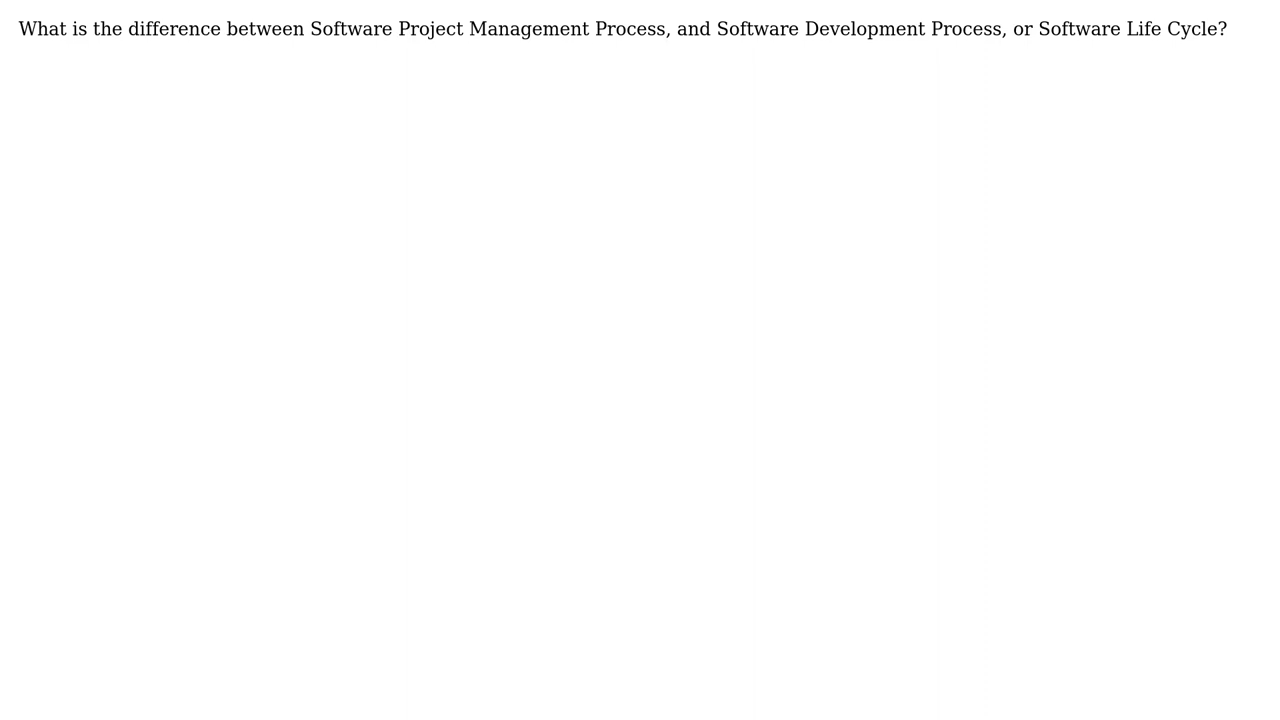 What is the difference between Software Project Management Process, and Software Development Process, or Software Life Cycle?